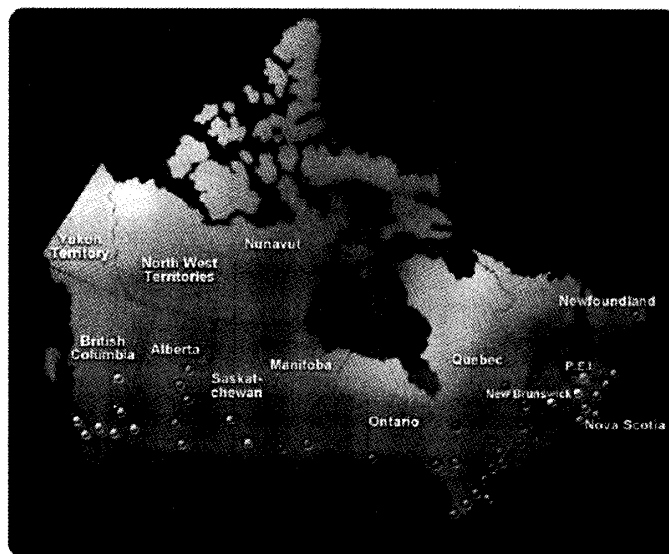 Yukon
Territory
North West
Territories
Nunavut
Newfoundland
British
Columbia
Alberta
Saskat-
chewan
Manitoba
Quebec
P.E.I.
New Brunswick
Ontario
Nova Scotia